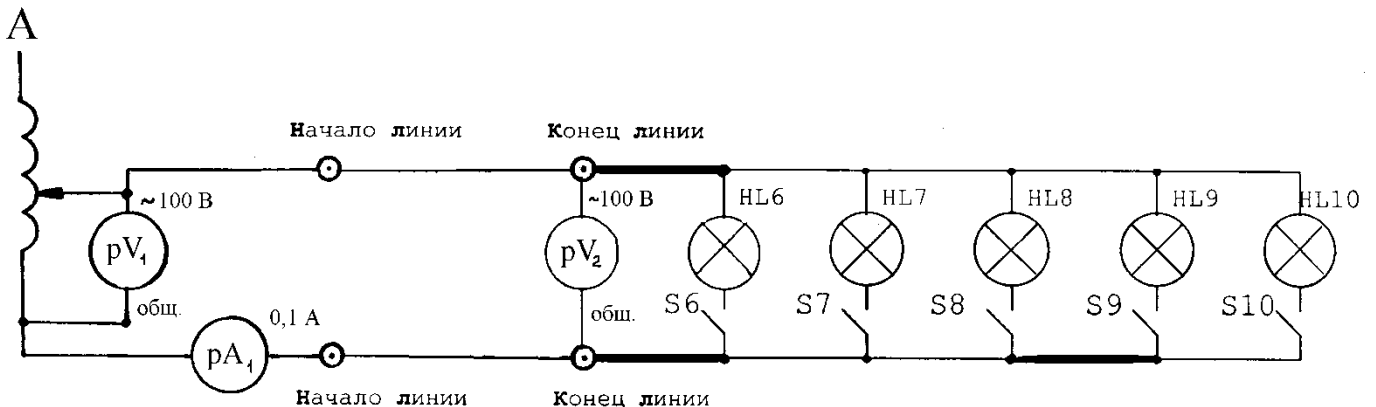 А
Начало линии
Конец линии
~100 В
~100 В
HL6
HL7
HL8
HL9
HL10
pV₁
pV₂
общ.
общ.
S6
S7
S8
S9
S10
0,1 А
pA₁
Начало линии
Конец линии